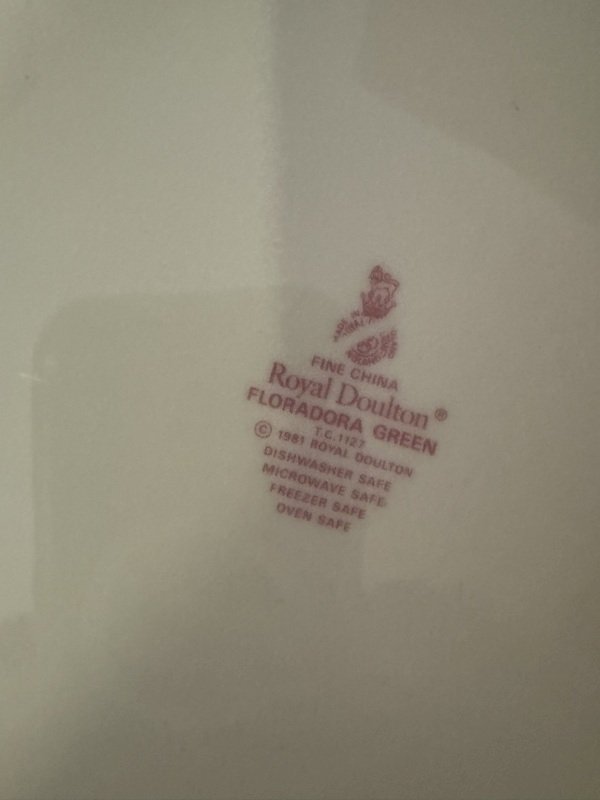 FINE CHINA
Royal Doulton ®
FLORADORA GREEN
T.C.1127
© 1981 ROYAL DOULTON
DISHWASHER SAFE
MICROWAVE SAFE
FREEZER SAFE
OVEN SAFE